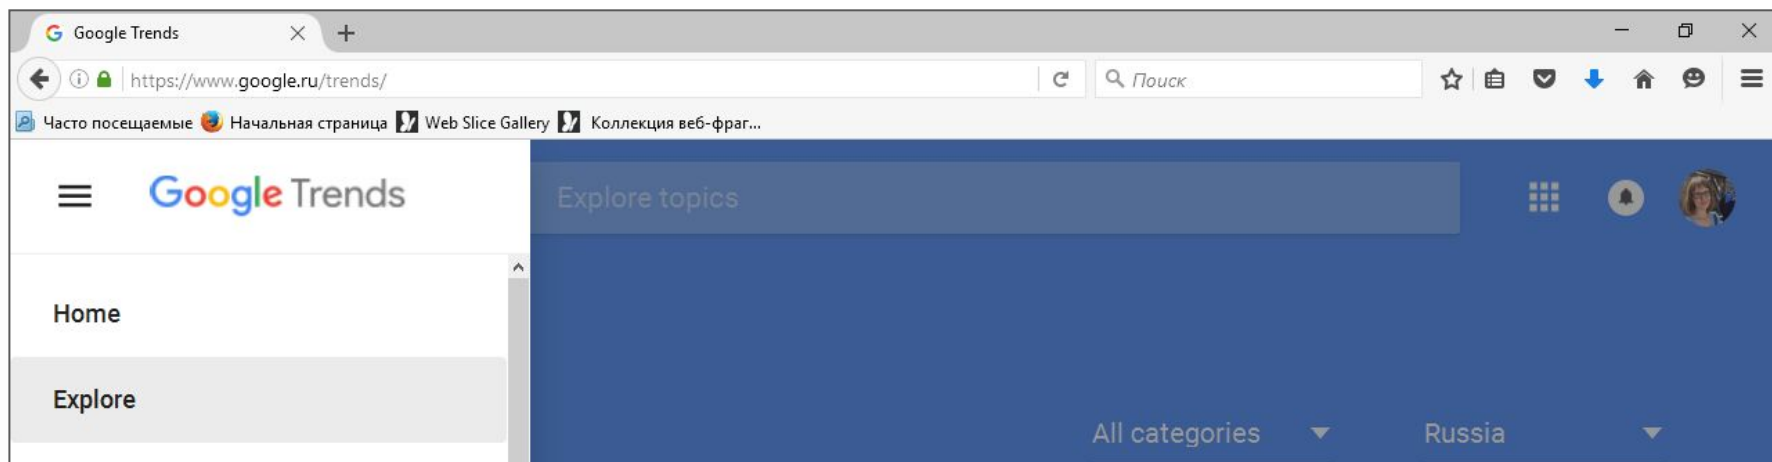 Google Trends
https://www.google.ru/trends/
Поиск
Часто посещаемые Начальная страница Web Slice Gallery Коллекция веб-фраг...
Google Trends
Explore topics
Home
Explore
All categories
Russia